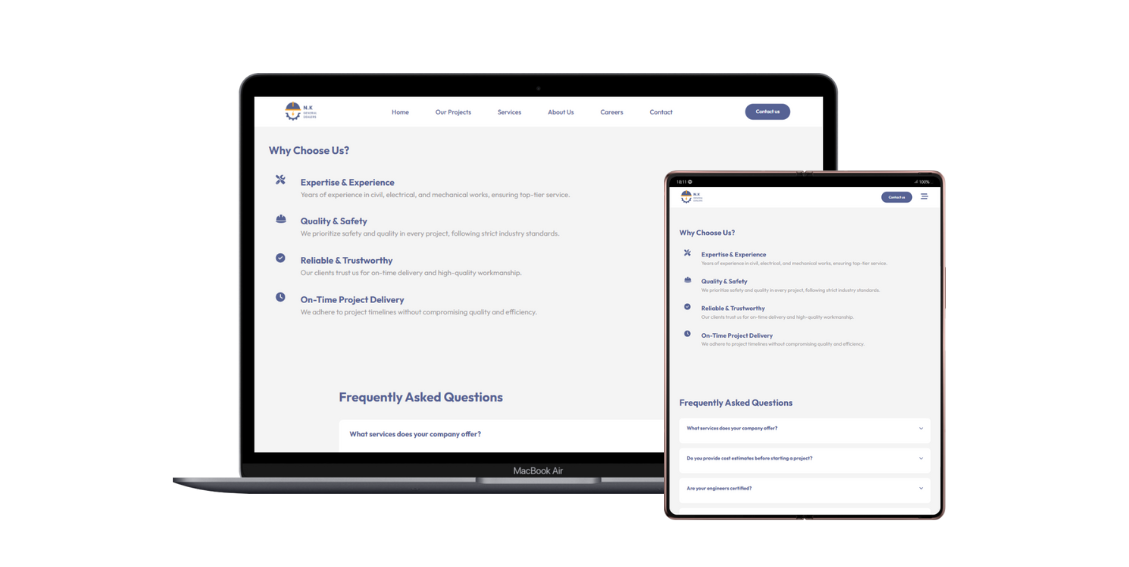 N.K
Home
Our Projects
Services
About Us
Careers
Contact
Contact us
Why Choose Us?
Expertise & Experience
Years of experience in civil, electrical, and mechanical works, ensuring top-tier service.
Quality & Safety
We prioritize safety and quality in every project, following strict industry standards.
Reliable & Trustworthy
Our clients trust us for on-time delivery and high-quality workmanship.
On-Time Project Delivery
We adhere to project timelines without compromising quality and efficiency.
Frequently Asked Questions
What services does your company offer?
MacBook Air
18:11
100%
N.K
Contact us
Why Choose Us?
Expertise & Experience
Years of experience in civil, electrical, and mechanical works, ensuring top-tier service.
Quality & Safety
We prioritize safety and quality in every project, following strict industry standards.
Reliable & Trustworthy
Our clients trust us for on-time delivery and high-quality workmanship.
On-Time Project Delivery
We adhere to project timelines without compromising quality and efficiency.
Frequently Asked Questions
What services does your company offer?
Do you provide cost estimates before starting a project?
Are your engineers certified?